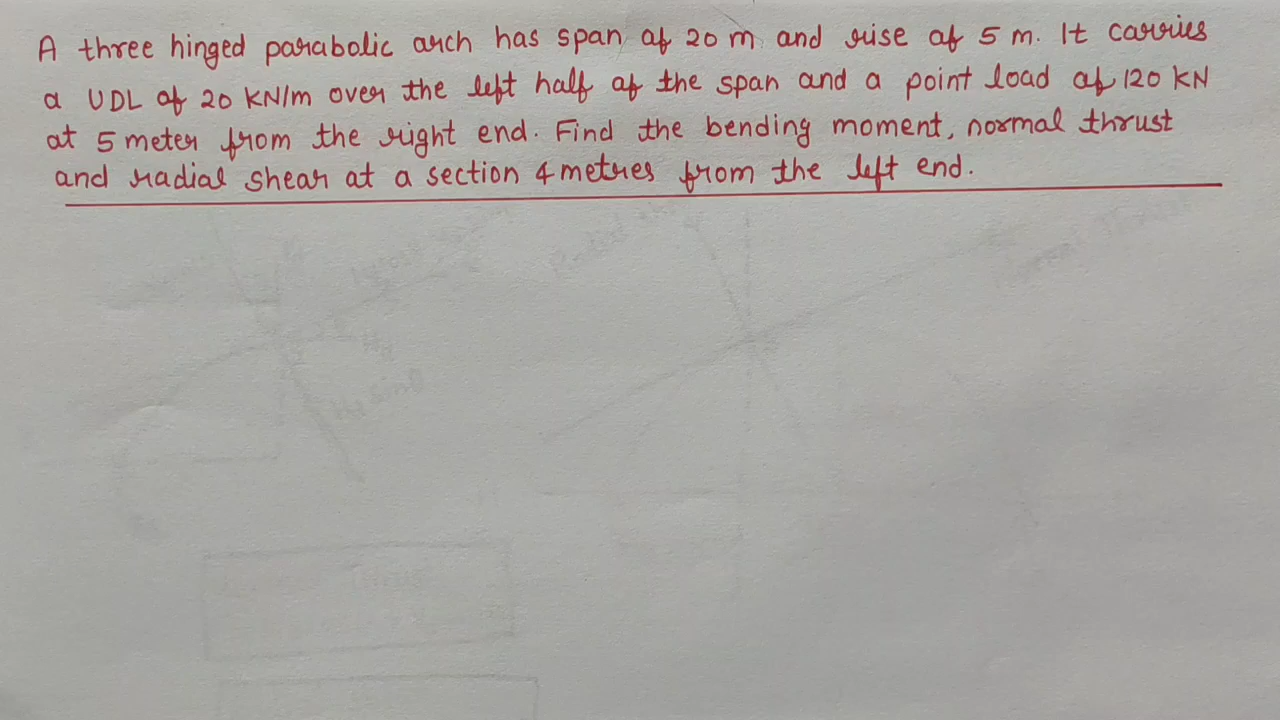 A three hinged parabolic arch has span of 20 m and rise of 5 m. It carries
a UDL of 20 KN/m over the left half of the span and a point load of 120 KN
at 5 meter from the right end. Find the bending moment, normal thrust
and radial shear at a section 4 metres from the left end.